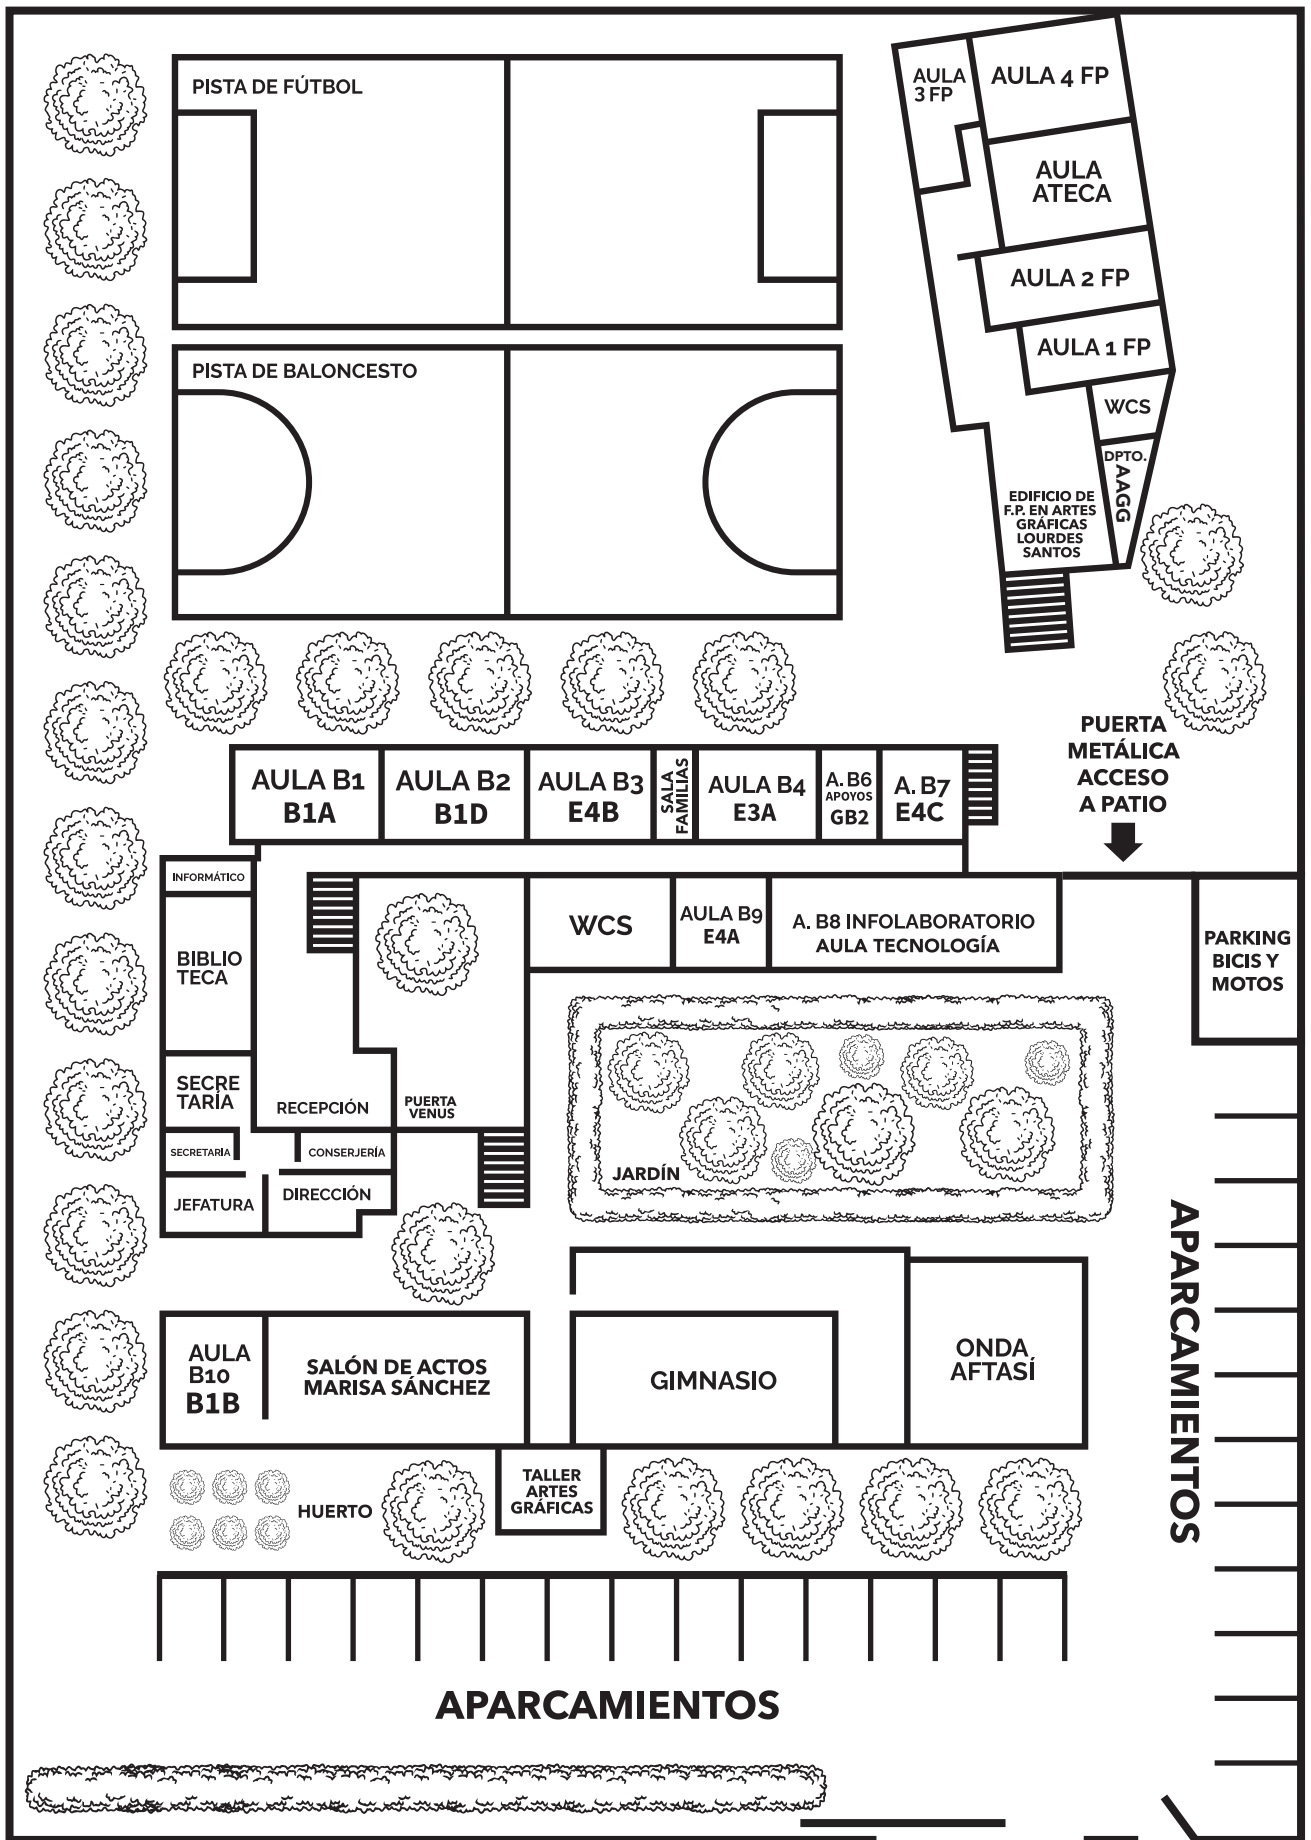 PISTA DE FÚTBOL
AULA
3 FP
AULA 4 FP
AULA
ATECA
AULA 2 FP
AULA 1 FP
WCS
DPTO.
AAGG
EDIFICIO DE
F.P. EN ARTES
GRÁFICAS
LOURDES
SANTOS
PISTA DE BALONCESTO
PUERTA
METÁLICA
ACCESO
A PATIO
AULA B1
B1A
AULA B2
B1D
AULA B3
E4B
SALA
FAMILIAS
AULA B4
E3A
A. B6
APOYOS
GB2
A. B7
E4C
INFORMÁTICO
BIBLIO
TECA
WCS
AULA B9
E4A
A. B8 INFOLABORATORIO
AULA TECNOLOGÍA
PARKING
BICIS Y
MOTOS
SECRE
TARÍA
RECEPCIÓN
PUERTA
VENUS
SECRETARIA
CONSERJERÍA
JEFATURA
DIRECCIÓN
JARDÍN
APARCAMIENTOS
AULA
B10
B1B
SALÓN DE ACTOS
MARISA SÁNCHEZ
GIMNASIO
ONDA
AFTASÍ
HUERTO
TALLER
ARTES
GRÁFICAS
APARCAMIENTOS